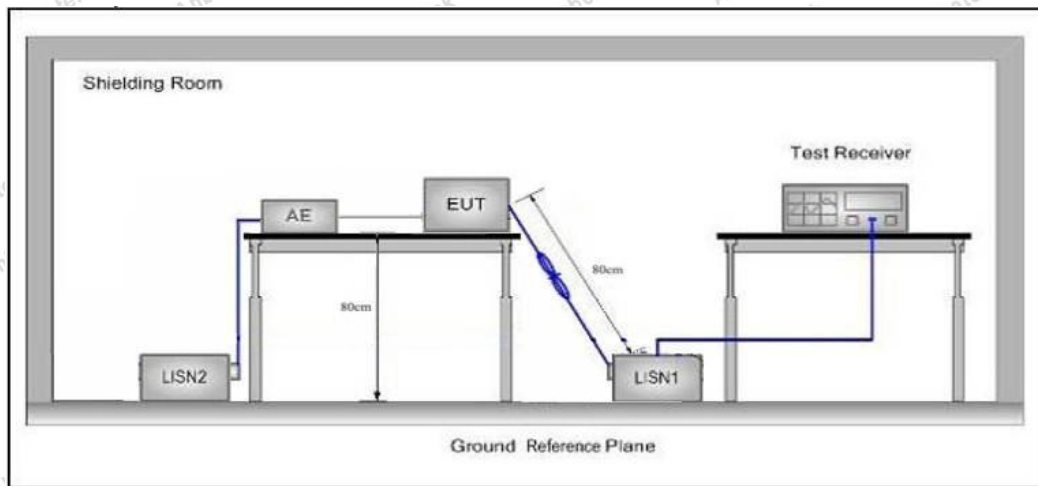 Shielding Room
Test Receiver
AE
EUT
80cm
80cm
LISN2
LISN1
Ground Reference Plane